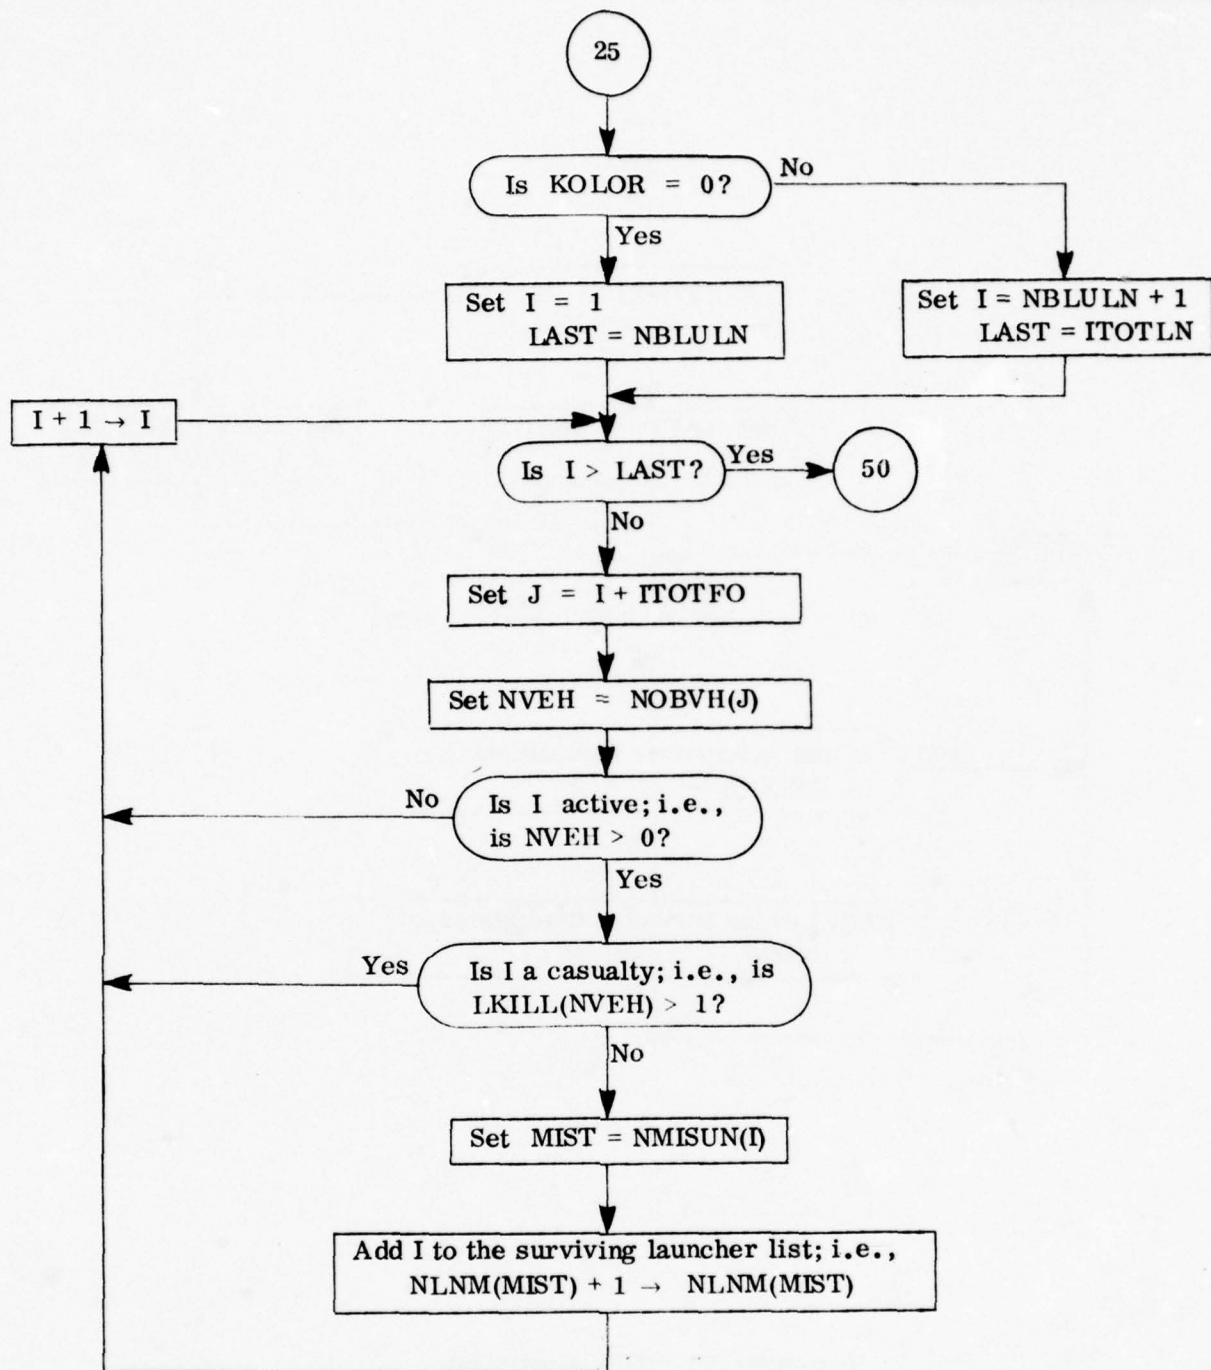 25
Is KOLOR = 0?
No
Yes
Set I = 1
LAST = NBLULN
Set I = NBLULN + 1
LAST = ITOTLN
I + 1 → I
Is I > LAST?
Yes
50
No
Set J = I + ITOTFO
Set NVEH = NOBVH(J)
No
Is I active; i.e.,
is NVEH > 0?
Yes
Yes
Is I a casualty; i.e., is
LKILL(NVEH) > 1?
No
Set MIST = NMISUN(I)
Add I to the surviving launcher list; i.e.,
NLNM(MIST) + 1 → NLNM(MIST)